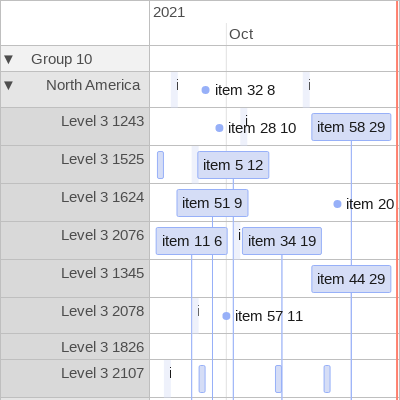 2021
Oct
▼ Group 10
▼ North America i item 32 8 i
Level 3 1243 item 28 10 i item 58 29
Level 3 1525 item 5 12
Level 3 1624 item 51 9 item 20
Level 3 2076 item 11 6 i item 34 19
Level 3 1345 item 44 29
Level 3 2078 i item 57 11
Level 3 1826
Level 3 2107 i